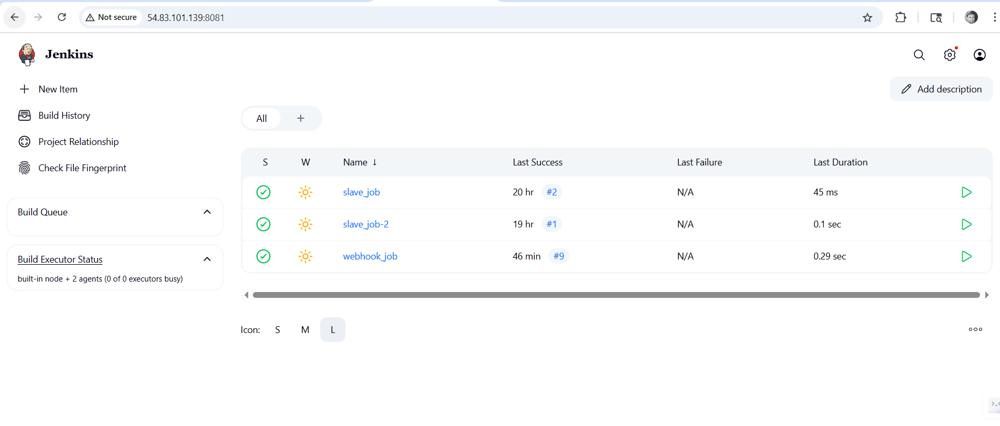 Not secure 54.83.101.139:8081
Jenkins
New Item
Build History
Project Relationship
Check File Fingerprint
Build Queue
Build Executor Status
built-in node + 2 agents (0 of 0 executors busy)
Add description
All +
S W Name ↓ Last Success Last Failure Last Duration
slave_job 20 hr #2 N/A 45 ms
slave_job-2 19 hr #1 N/A 0.1 sec
webhook_job 46 min #9 N/A 0.29 sec
Icon: S M L